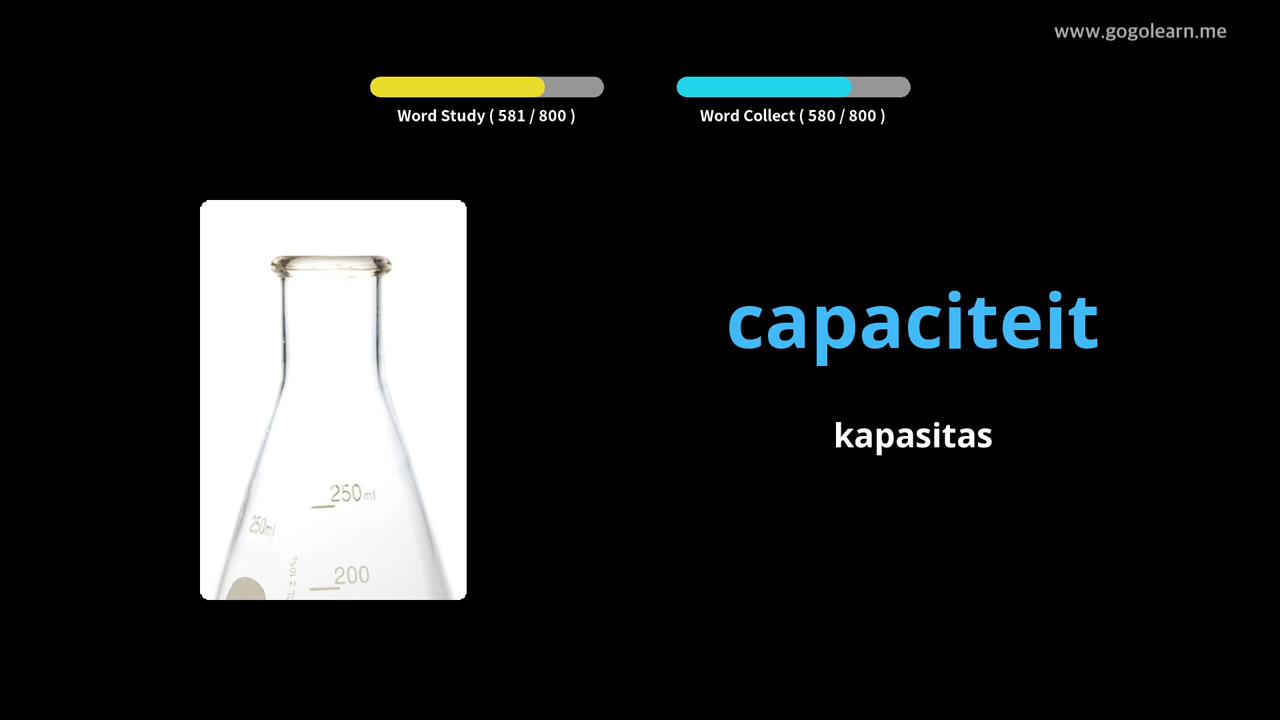 www.gogolearn.me
Word Study ( 581 / 800 )
Word Collect ( 580 / 800 )
capaciteit
kapasitas
250ml
250ml
200